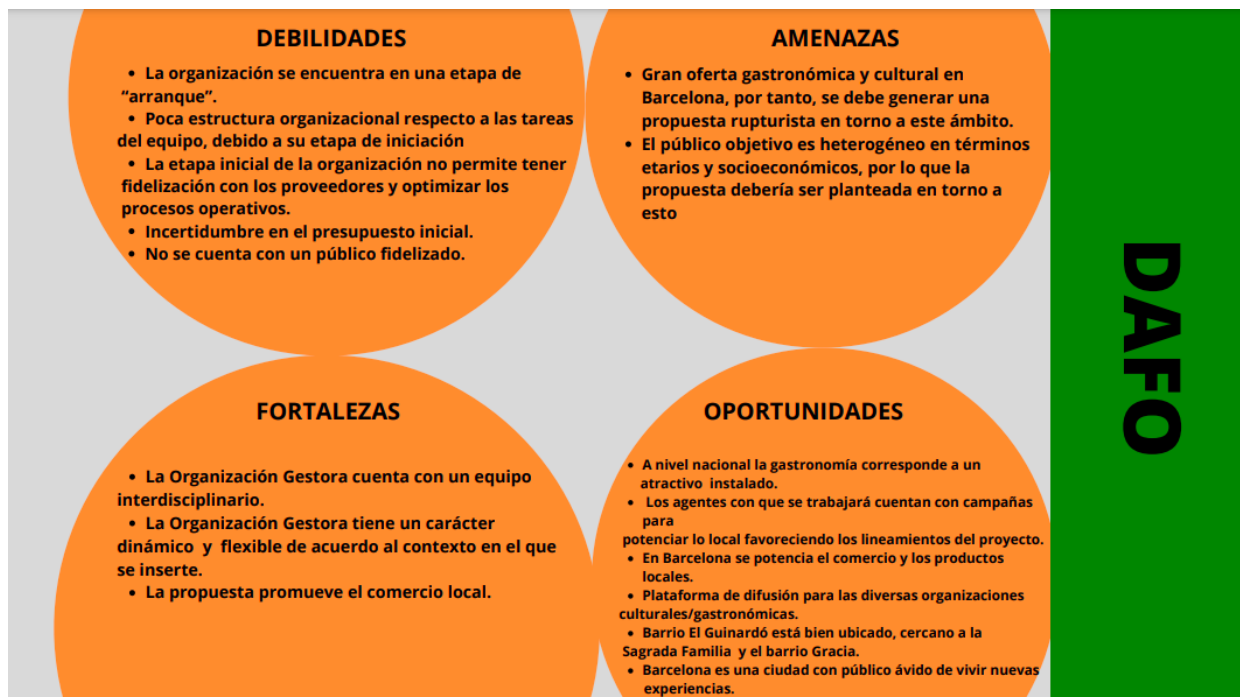 DEBILIDADES
• La organización se encuentra en una etapa de
“arranque”.
• Poca estructura organizacional respecto a las tareas
del equipo, debido a su etapa de iniciación
• La etapa inicial de la organización no permite tener
fidelización con los proveedores y optimizar los
procesos operativos.
• Incertidumbre en el presupuesto inicial.
• No se cuenta con un público fidelizado.
AMENAZAS
• Gran oferta gastronómica y cultural en
Barcelona, por tanto, se debe generar una
propuesta rupturista en torno a este ámbito.
• El público objetivo es heterogéneo en términos
etarios y socioeconómicos, por lo que la
propuesta debería ser planteada en torno a
esto
FORTALEZAS
• La Organización Gestora cuenta con un equipo
interdisciplinario.
• La Organización Gestora tiene un carácter
dinámico y flexible de acuerdo al contexto en el que
se inserte.
• La propuesta promueve el comercio local.
OPORTUNIDADES
• A nivel nacional la gastronomía corresponde a un
atractivo instalado.
• Los agentes con que se trabajará cuentan con campañas
para
potenciar lo local favoreciendo los lineamientos del proyecto.
• En Barcelona se potencia el comercio y los productos
locales.
• Plataforma de difusión para las diversas organizaciones
culturales/gastronómicas.
• Barrio El Guinardó está bien ubicado, cercano a la
Sagrada Familia y el barrio Gracia.
• Barcelona es una ciudad con público ávido de vivir nuevas
experiencias.
DAFO